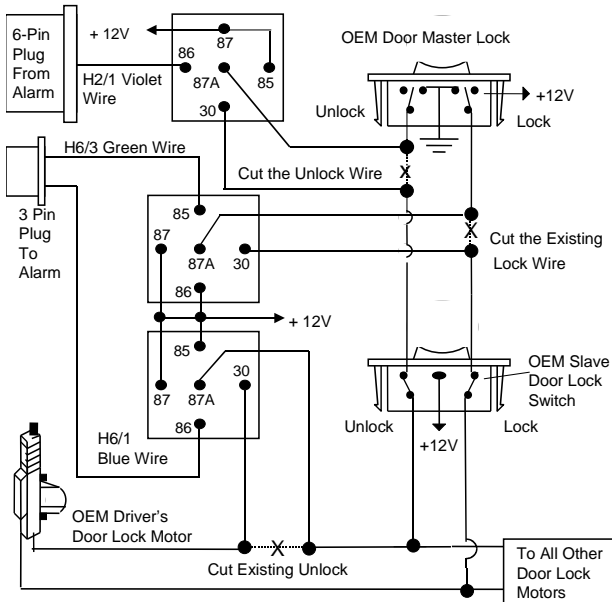 6-Pin
Plug
From
Alarm
+ 12V
87
86
87A
85
30
H2/1 Violet
Wire
OEM Door Master Lock
Unlock
+12V
Lock
H6/3 Green Wire
Cut the Unlock Wire
3 Pin
Plug
To
Alarm
85
87
87A
30
86
Cut the Existing
Lock Wire
+ 12V
85
30
87
87A
86
H6/1
Blue Wire
OEM Slave
Door Lock
Switch
Unlock
+12V
Lock
OEM Driver's
Door Lock Motor
X
Cut Existing Unlock
X
X
To All Other
Door Lock
Motors